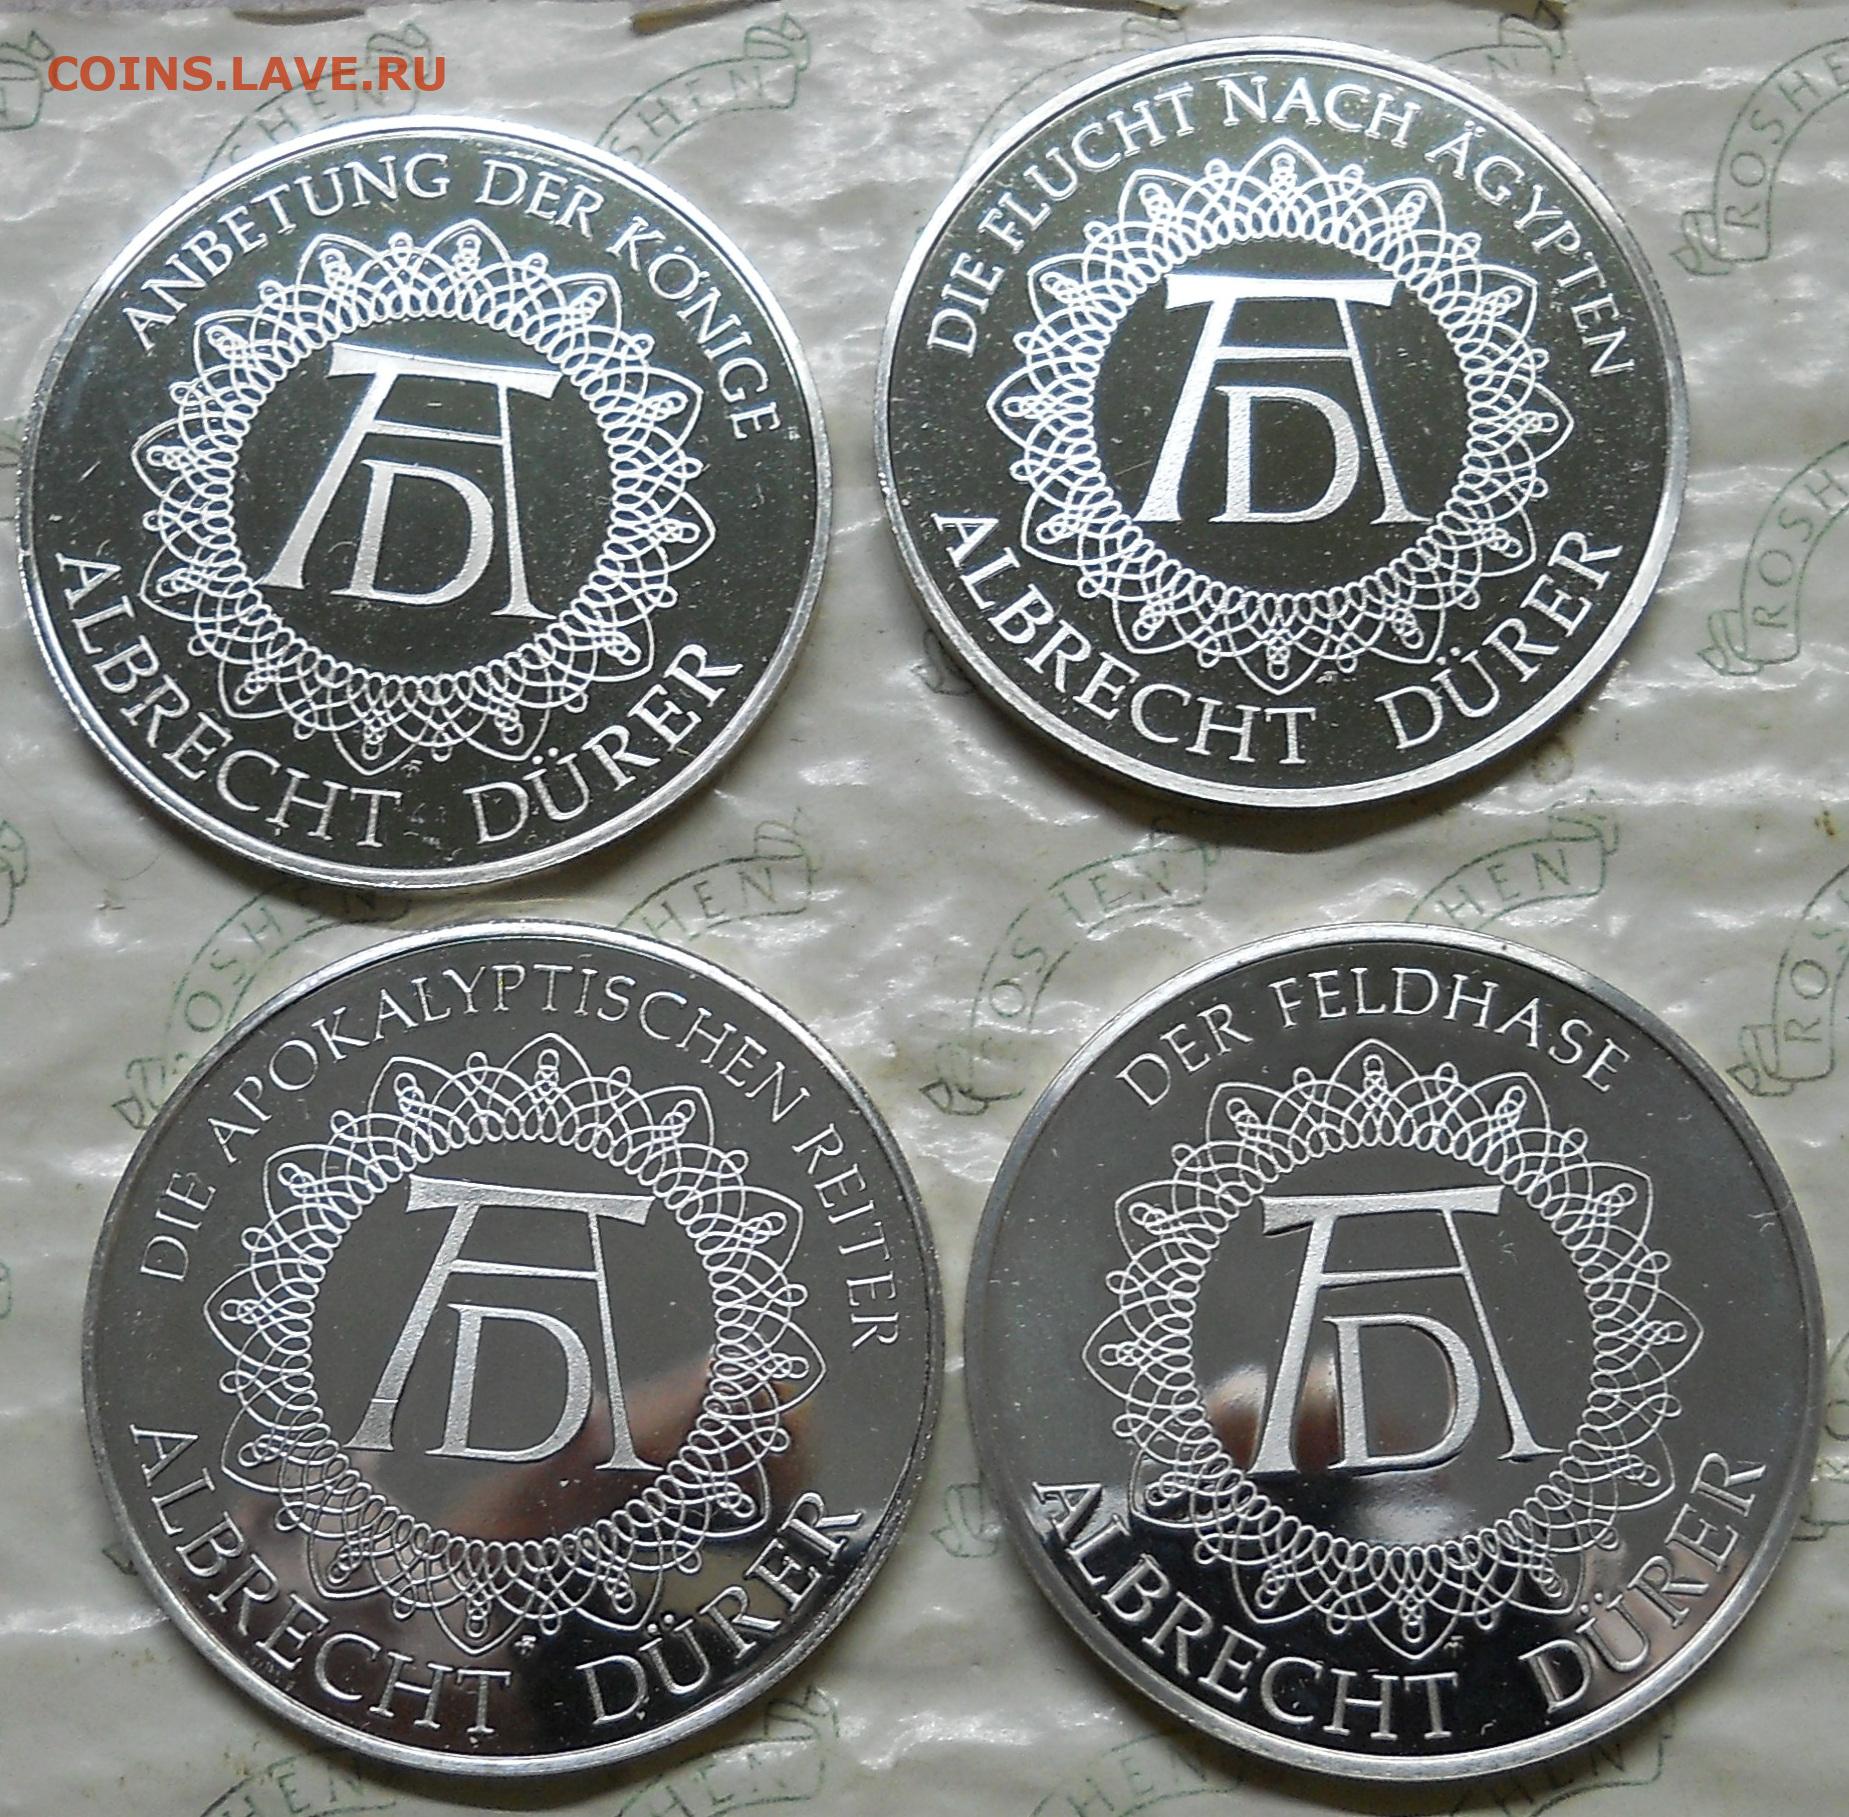 COINS.LAVE.RU
ANBETUNG DER KÖNIGE
AD
ALBRECHT DÜRER
DIE FLUCHT NACH ÄGYPTEN
AD
ALBRECHT DÜRER
DIE APOKALYPTISCHEN REITER
AD
ALBRECHT DÜRER
DER FELDHASE
AD
ALBRECHT DÜRER
ROSHEN
ROSHEN
ROSHEN